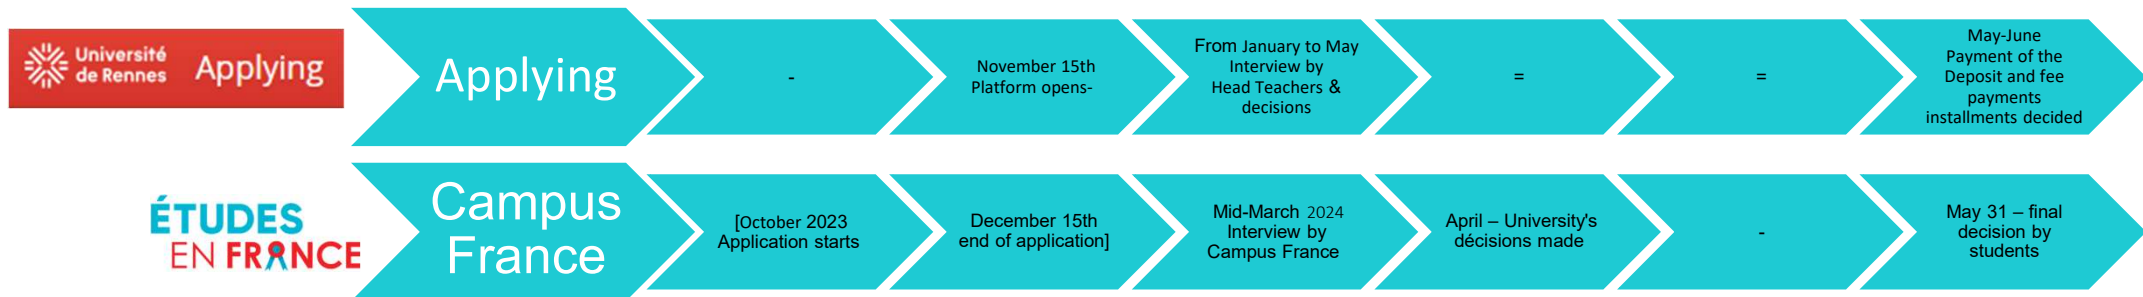 Université
de Rennes
Applying
Applying
-
November 15th
Platform opens-
From January to May
Interview by
Head Teachers &
decisions
=
=
May-June
Payment of the
Deposit and fee
payments
installments decided
ÉTUDES
EN FRANCE
Campus
France
[October 2023
Application starts
December 15th
end of application]
Mid-March 2024
Interview by
Campus France
April – University's
décisions made
-
May 31 – final
decision by
students